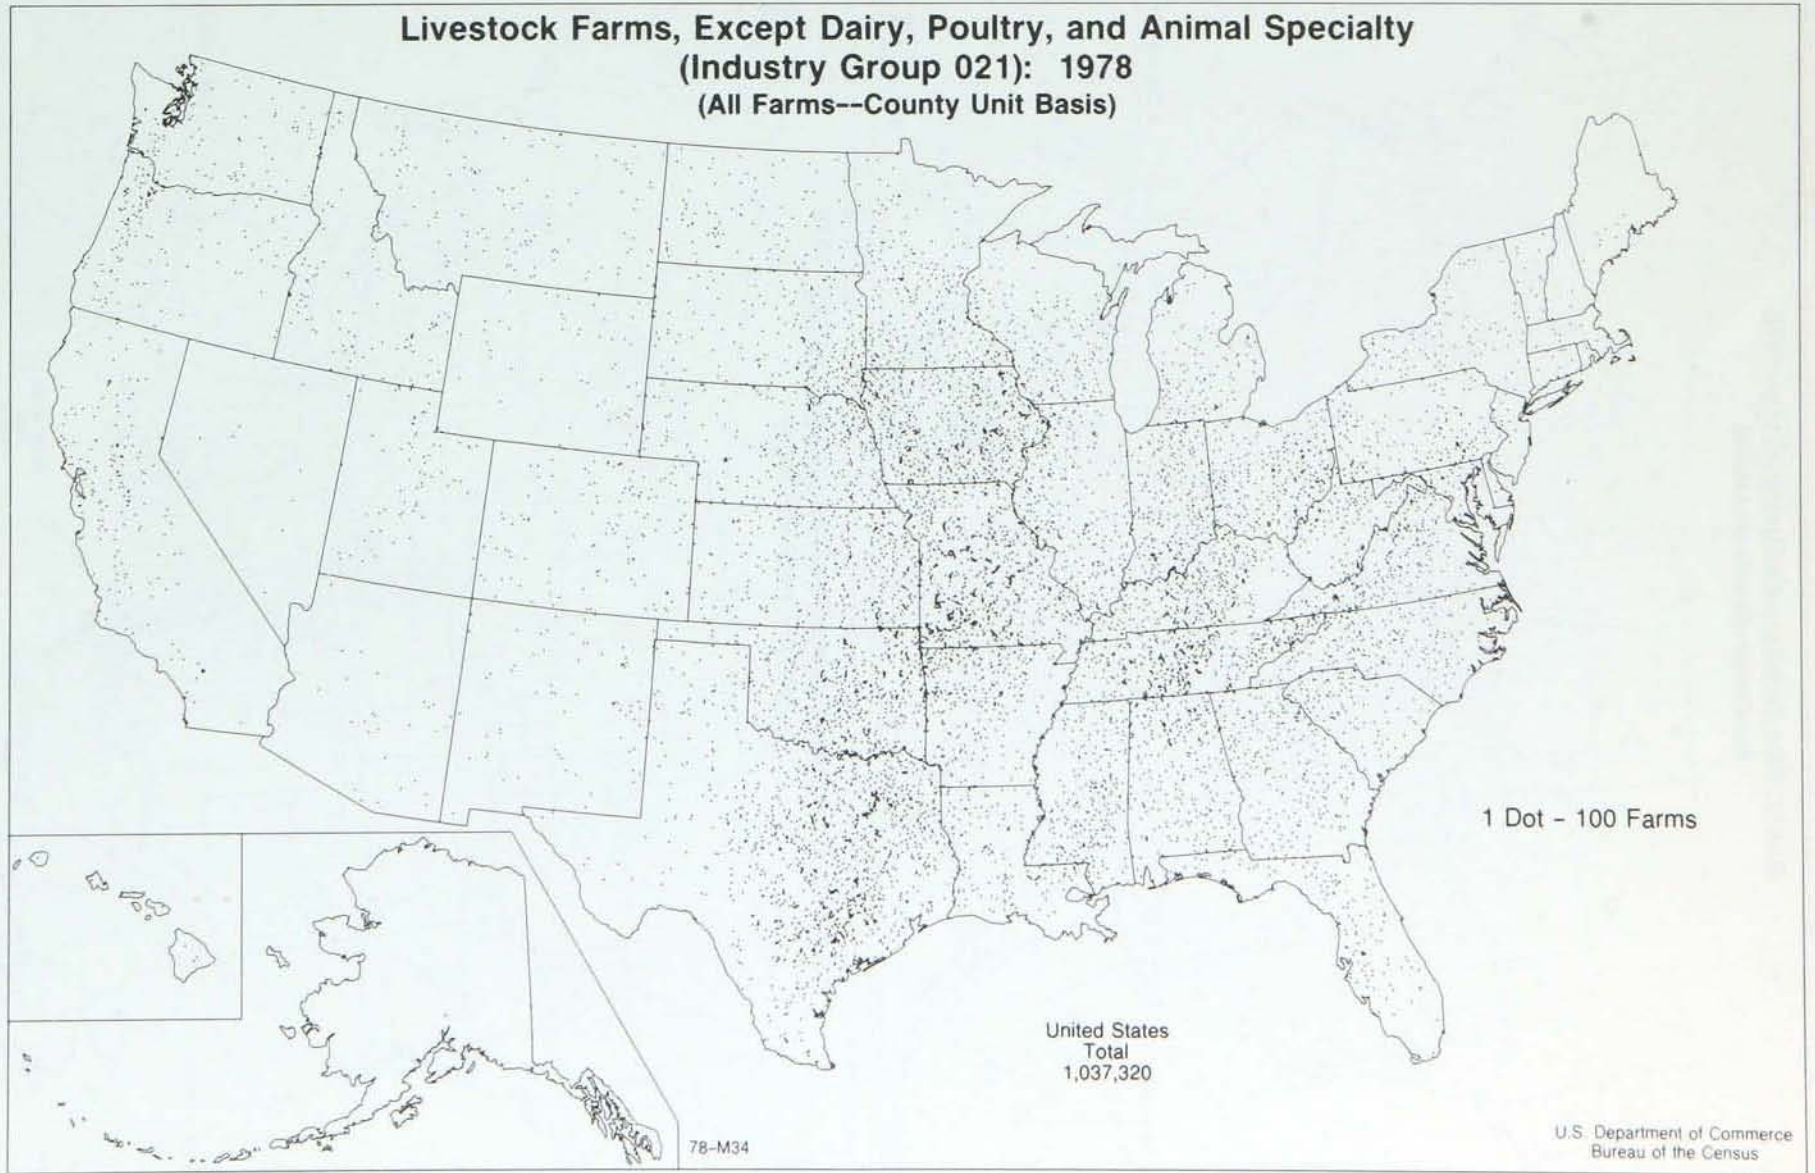 Livestock Farms, Except Dairy, Poultry, and Animal Specialty
(Industry Group 021): 1978
(All Farms--County Unit Basis)
1 Dot - 100 Farms
United States
Total
1,037,320
78-M34
U.S. Department of Commerce
Bureau of the Census